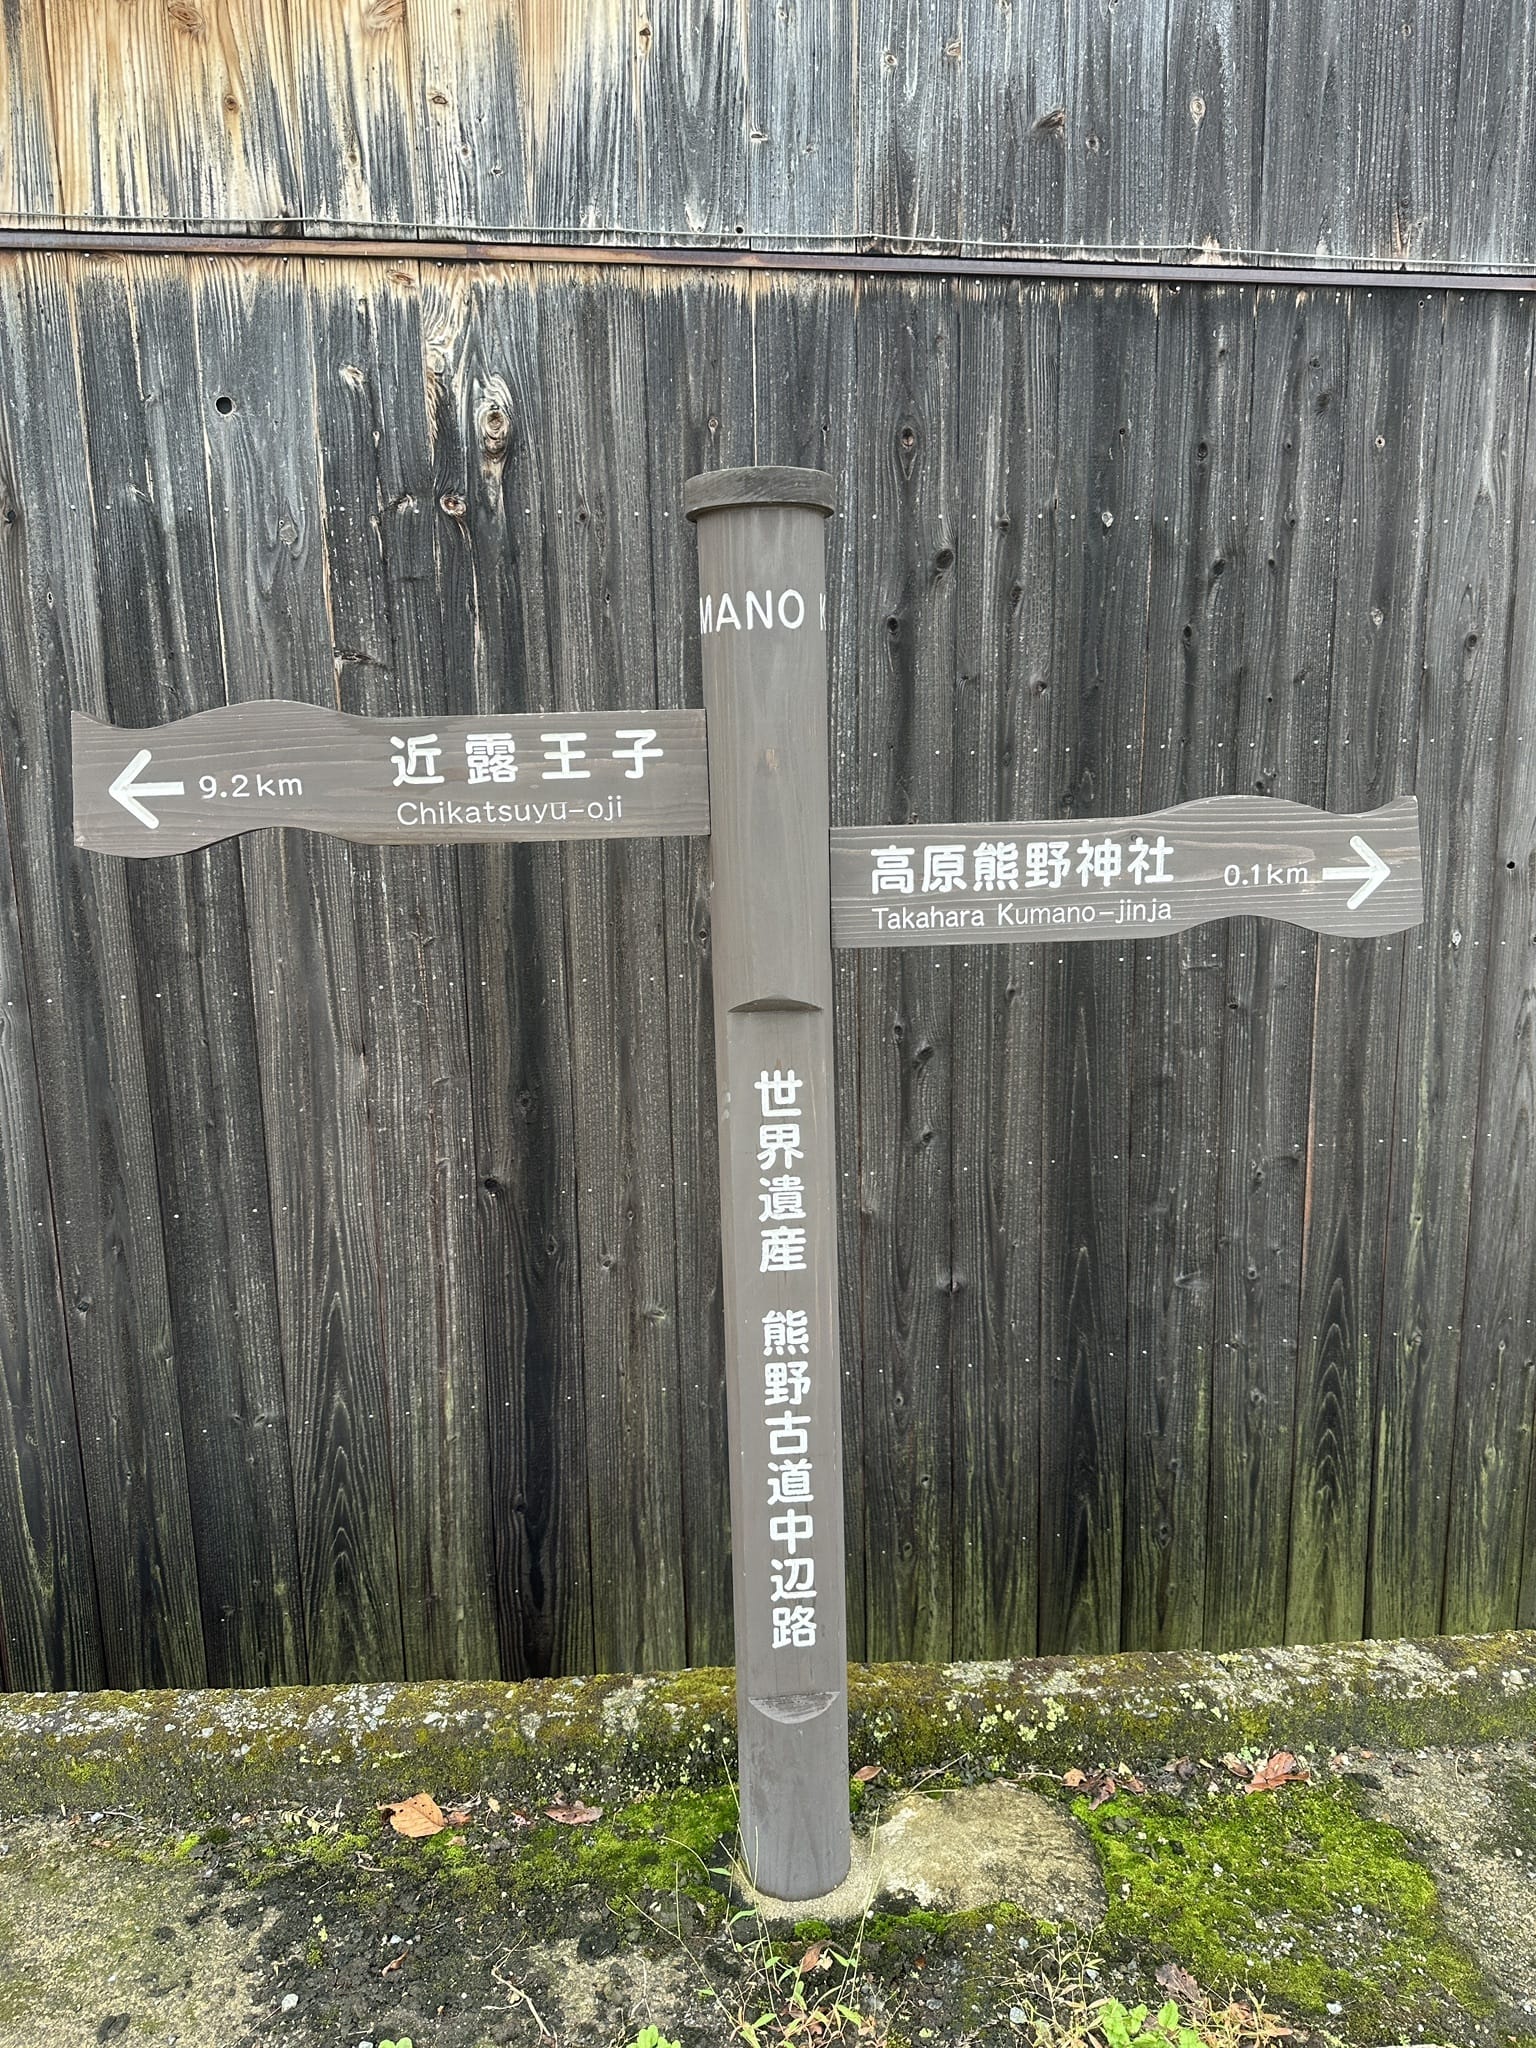 MANO K
近露王子
9.2km
Chikatsuyu-oji
高原熊野神社
0.1km
Takahara Kumano-jinja
世界遺産 熊野古道中辺路